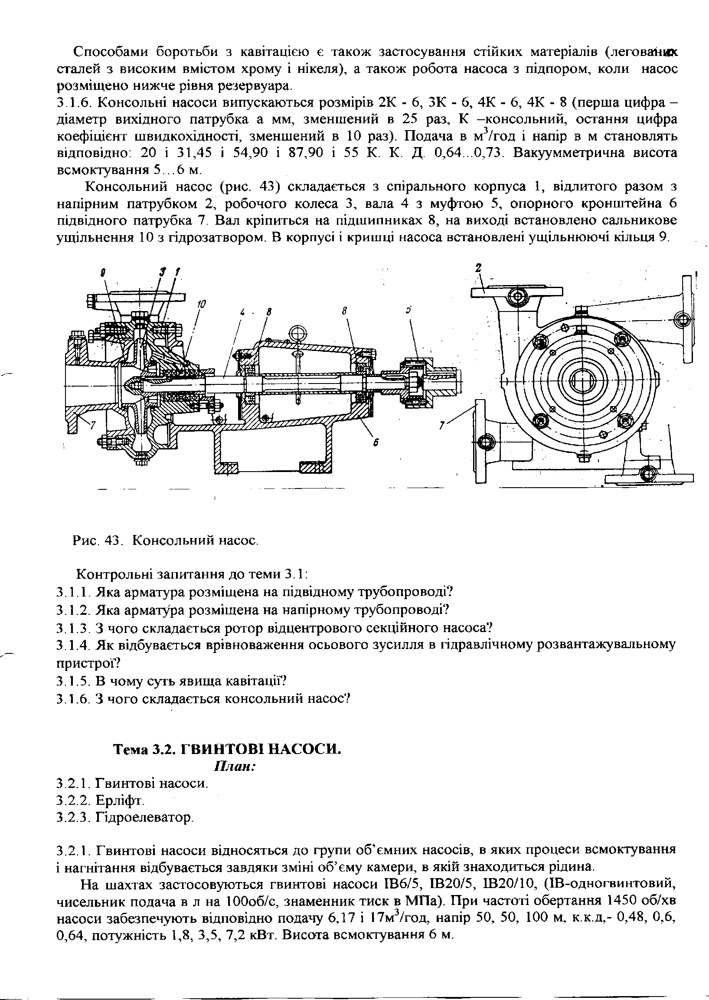 Способами боротьби з кавітацією є також застосування стійких матеріалів (легованих
сталей з високим вмістом хрому і нікеля), а також робота насоса з підпором, коли насос
розміщено нижче рівня резервуара.
3.1.6. Консольні насоси випускаються розмірів 2К - 6, 3К - 6, 4К - 6, 4К - 8 (перша цифра –
діаметр вихідного патрубка а мм, зменшений в 25 раз, К –консольний, остання цифра
коефіцієнт швидкохідності, зменшений в 10 раз). Подача в м³/год і напір в м становлять
відповідно: 20 і 31,45 і 54,90 і 87,90 і 55 К. К. Д. 0,64...0,73. Вакуумметрична висота
всмоктування 5...6 м.
Консольний насос (рис. 43) складається з спірального корпуса 1, відлитого разом з
напірним патрубком 2, робочого колеса 3, вала 4 з муфтою 5, опорного кронштейна 6
підвідного патрубка 7. Вал кріпиться на підшипниках 8, на виході встановлено сальникове
ущільнення 10 з гідрозатвором. В корпусі і кришці насоса встановлені ущільнюючі кільця 9.
9 3 1 2
10 4 8 8 5
7 7
6
Рис. 43. Консольний насос.
Контрольні запитання до теми 3.1:
3.1.1. Яка арматура розміщена на підвідному трубопроводі?
3.1.2. Яка арматура розміщена на напірному трубопроводі?
3.1.3. З чого складається ротор відцентрового секційного насоса?
3.1.4. Як відбувається врівноваження осьового зусилля в гідравлічному розвантажувальному
пристрої?
3.1.5. В чому суть явища кавітації?
3.1.6. З чого складається консольний насос?
Тема 3.2. ГВИНТОВІ НАСОСИ.
План:
3.2.1. Гвинтові насоси.
3.2.2. Ерліфт.
3.2.3. Гідроелеватор.
3.2.1. Гвинтові насоси відносяться до групи об’ємних насосів, в яких процеси всмоктування
і нагнітання відбувається завдяки зміні об’єму камери, в якій знаходиться рідина.
На шахтах застосовуються гвинтові насоси ІВ6/5, ІВ20/5, ІВ20/10, (ІВ-одногвинтовий,
чисельник подача в л на 100об/с, знаменник тиск в МПа). При частоті обертання 1450 об/хв
насоси забезпечують відповідно подачу 6,17 і 17м³/год, напір 50, 50, 100 м, к.к.д,- 0,48, 0,6,
0,64, потужність 1,8, 3,5, 7,2 кВт. Висота всмоктування 6 м.